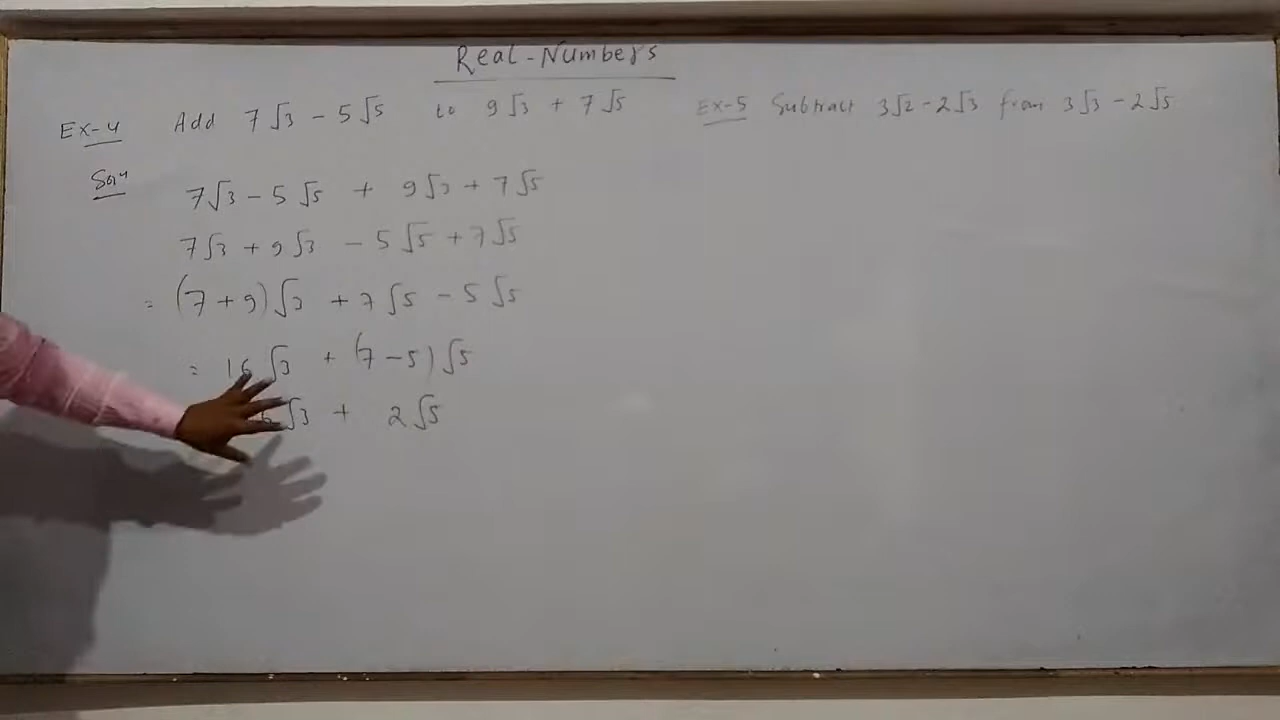 Real-Numbers
Ex-4 Add 7√3 - 5√5 to 9√3 + 7√5
Solⁿ
7√3 - 5√5 + 9√3 + 7√5
7√3 + 9√3 - 5√5 + 7√5
= (7+9)√3 + 7√5 - 5√5
= 16√3 + (7-5)√5
6√3 + 2√5
Ex-5 Subtract 3√2 - 2√3 from 3√3 - 2√5